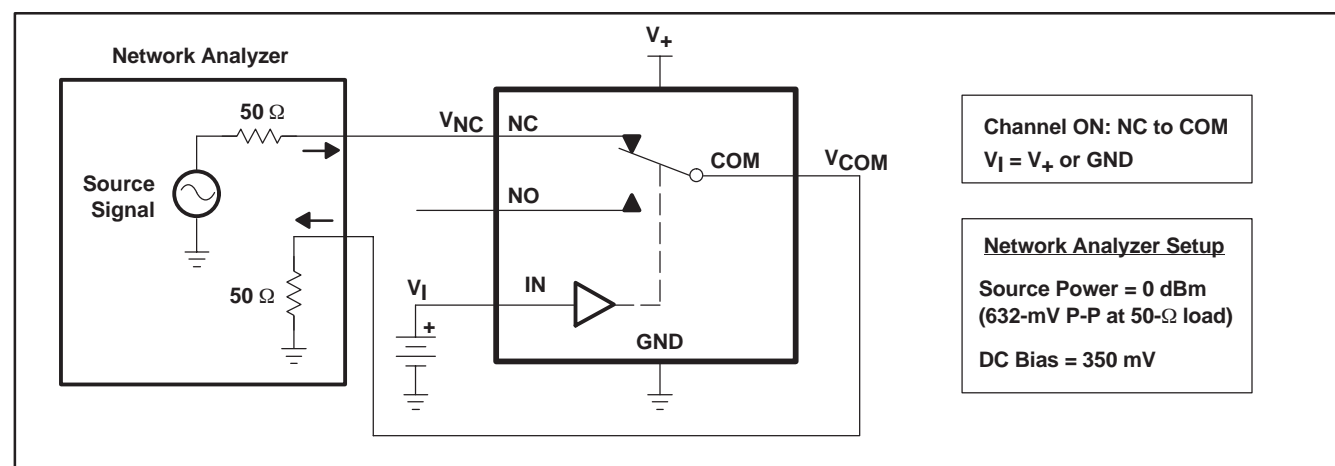 Network Analyzer
50 Ω
Source
Signal
50 Ω
V+
VNC
NC
NO
COM
VCOM
VI
IN
+
GND
Channel ON: NC to COM
VI = V+ or GND
Network Analyzer Setup
Source Power = 0 dBm
(632-mV P-P at 50-Ω load)
DC Bias = 350 mV